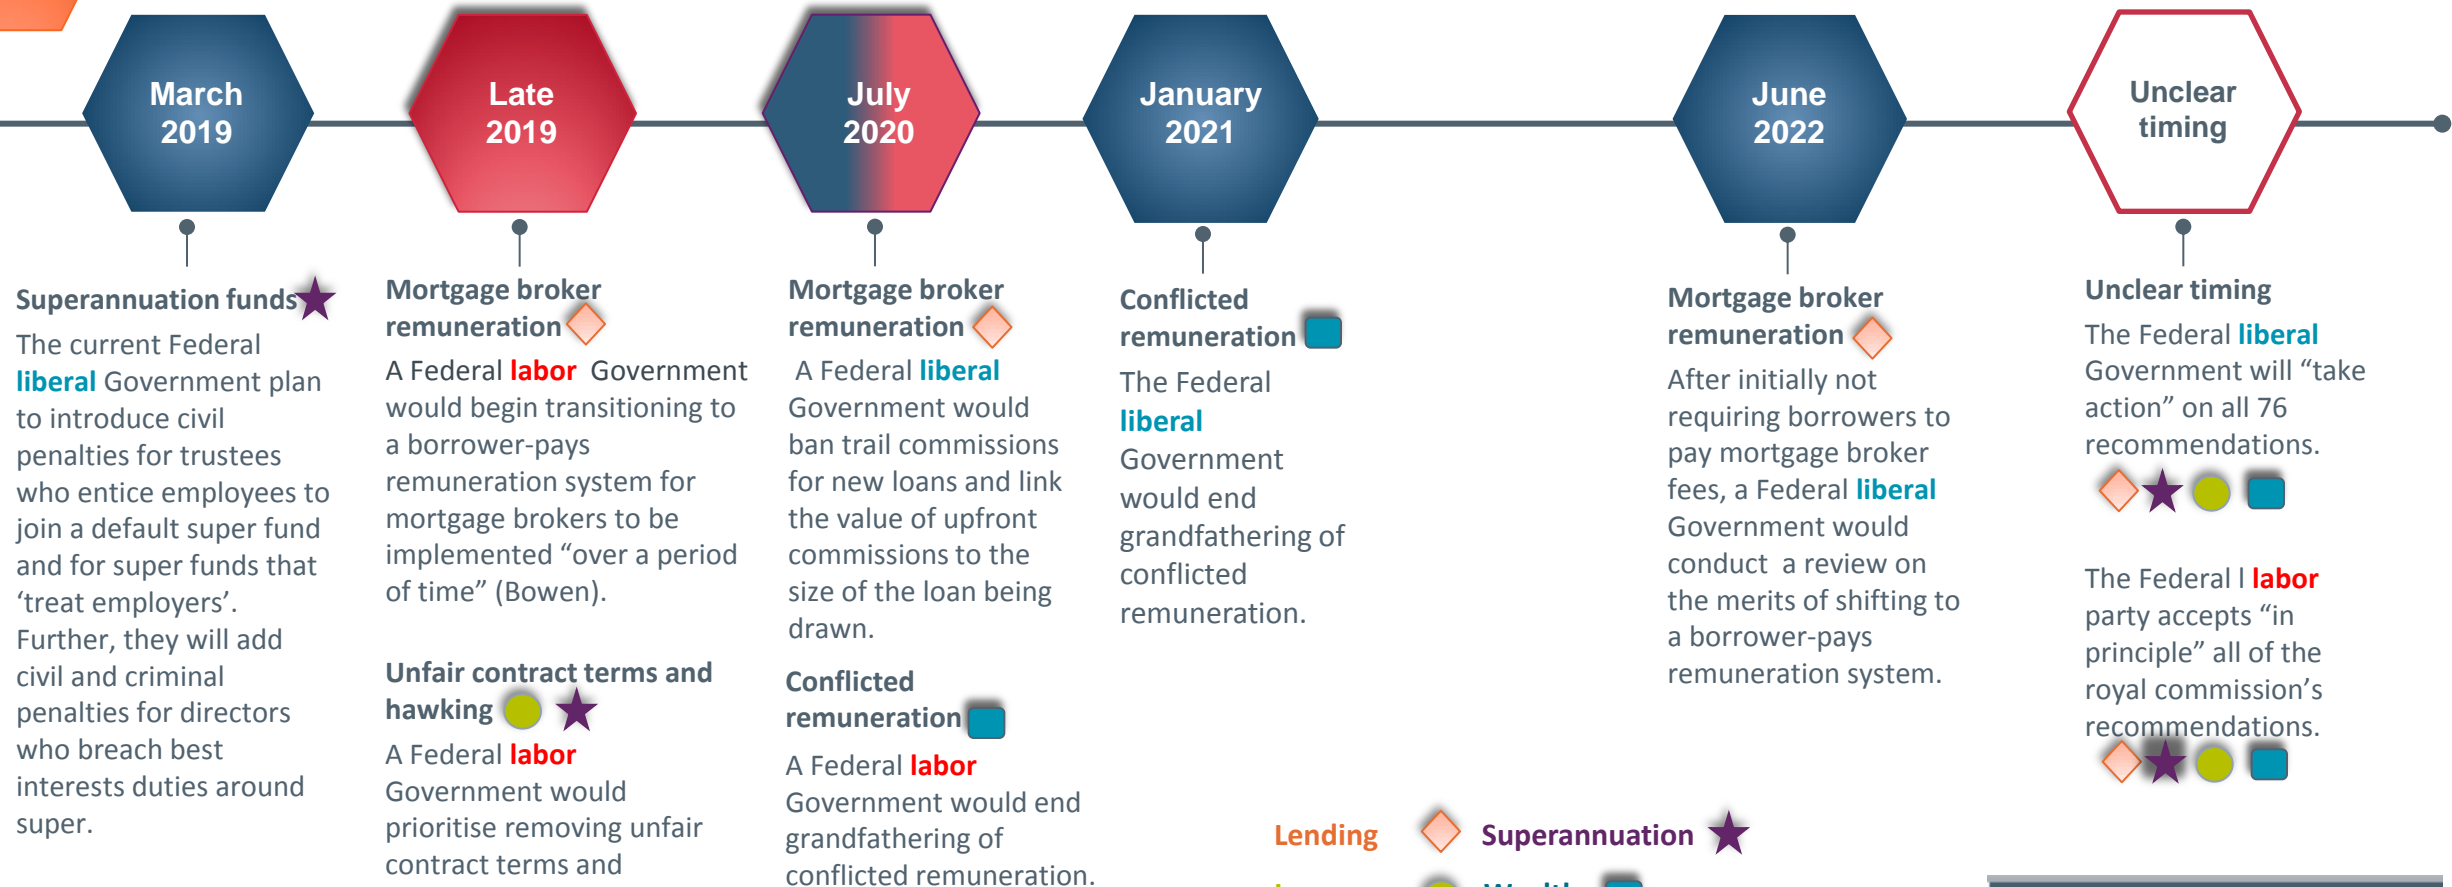 March
2019
Late
2019
July
2020
January
2021
June
2022
Unclear
timing
Superannuation funds
The current Federal
liberal Government plan
to introduce civil
penalties for trustees
who entice employees to
join a default super fund
and for super funds that
‘treat employers’.
Further, they will add
civil and criminal
penalties for directors
who breach best
interests duties around
super.
Mortgage broker
remuneration
A Federal labor Government
would begin transitioning to
a borrower-pays
remuneration system for
mortgage brokers to be
implemented “over a period
of time” (Bowen).
Unfair contract terms and
hawking
A Federal labor
Government would
prioritise removing unfair
contract terms and
Mortgage broker
remuneration
A Federal liberal
Government would
ban trail commissions
for new loans and link
the value of upfront
commissions to the
size of the loan being
drawn.
Conflicted
remuneration
A Federal labor
Government would end
grandfathering of
conflicted remuneration.
Conflicted
remuneration
The Federal
liberal
Government
would end
grandfathering of
conflicted
remuneration.
Mortgage broker
remuneration
After initially not
requiring borrowers to
pay mortgage broker
fees, a Federal liberal
Government would
conduct a review on
the merits of shifting to
a borrower-pays
remuneration system.
Unclear timing
The Federal liberal
Government will “take
action” on all 76
recommendations.
The Federal l labor
party accepts “in
principle” all of the
royal commission’s
recommendations.
Lending
Superannuation